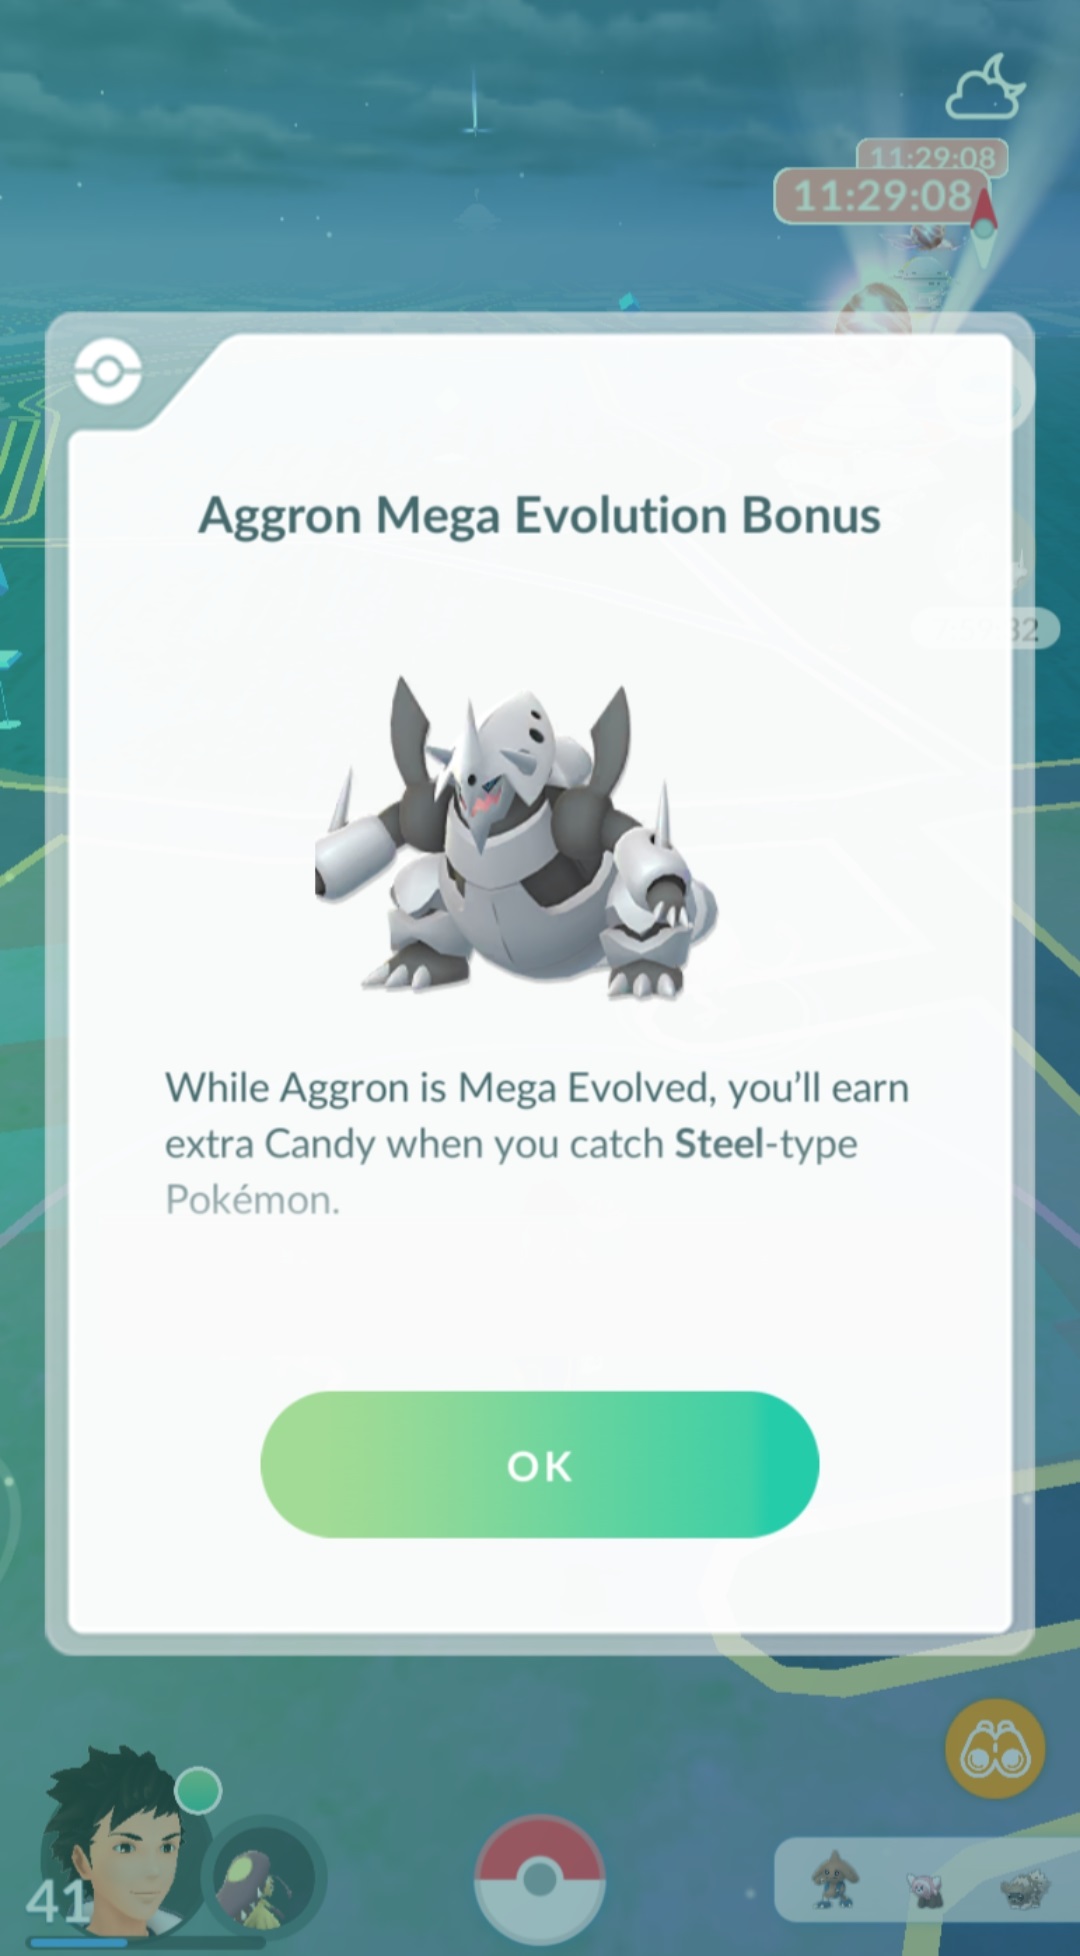 11:29:08
11:29:08
Aggron Mega Evolution Bonus
7:59:32
While Aggron is Mega Evolved, you’ll earn
extra Candy when you catch Steel-type
Pokémon.
OK
41